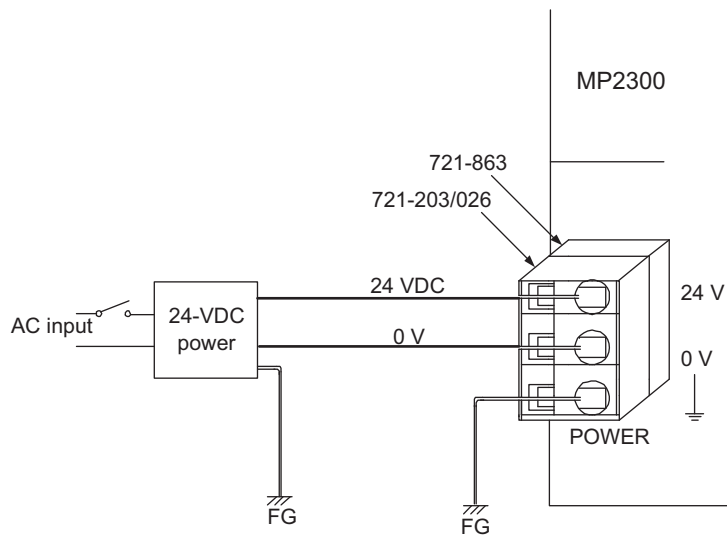 MP2300
721-863
721-203/026
24 VDC
24 V
AC input
24-VDC
power
0 V
0 V
POWER
FG
FG